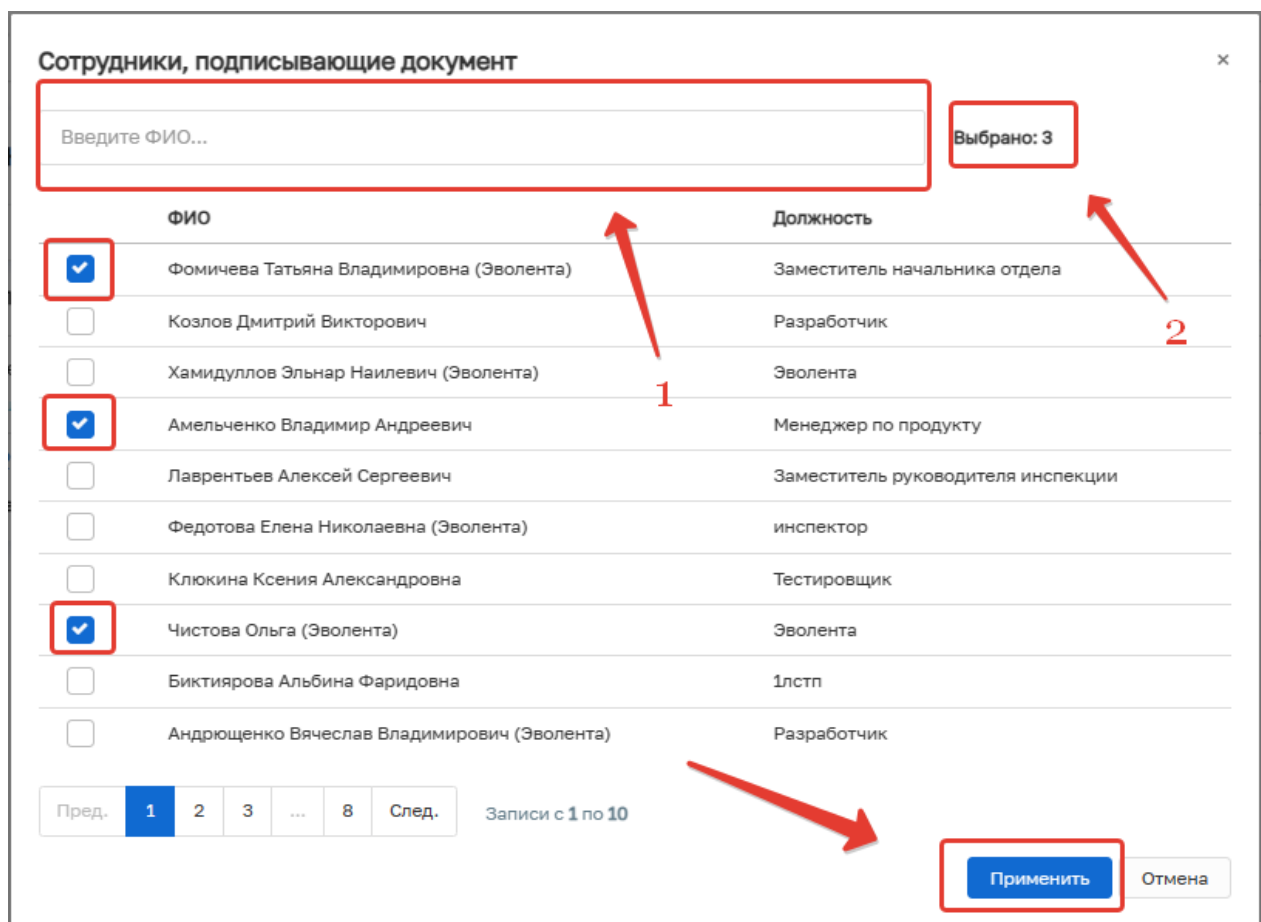 Сотрудники, подписывающие документ ×
Введите ФИО... Выбрано: 3
ФИО Должность
Фомичева Татьяна Владимировна (Эволента) Заместитель начальника отдела
Козлов Дмитрий Викторович Разработчик
2
Хамидуллов Эльнар Наилевич (Эволента) Эволента
1
Амельченко Владимир Андреевич Менеджер по продукту
Лаврентьев Алексей Сергеевич Заместитель руководителя инспекции
Федотова Елена Николаевна (Эволента) инспектор
Клюкина Ксения Александровна Тестировщик
Чистова Ольга (Эволента) Эволента
Биктиярова Альбина Фаридовна 1лстп
Андрющенко Вячеслав Владимирович (Эволента) Разработчик
Пред. 1 2 3 ... 8 След. Записи с 1 по 10
Применить Отмена